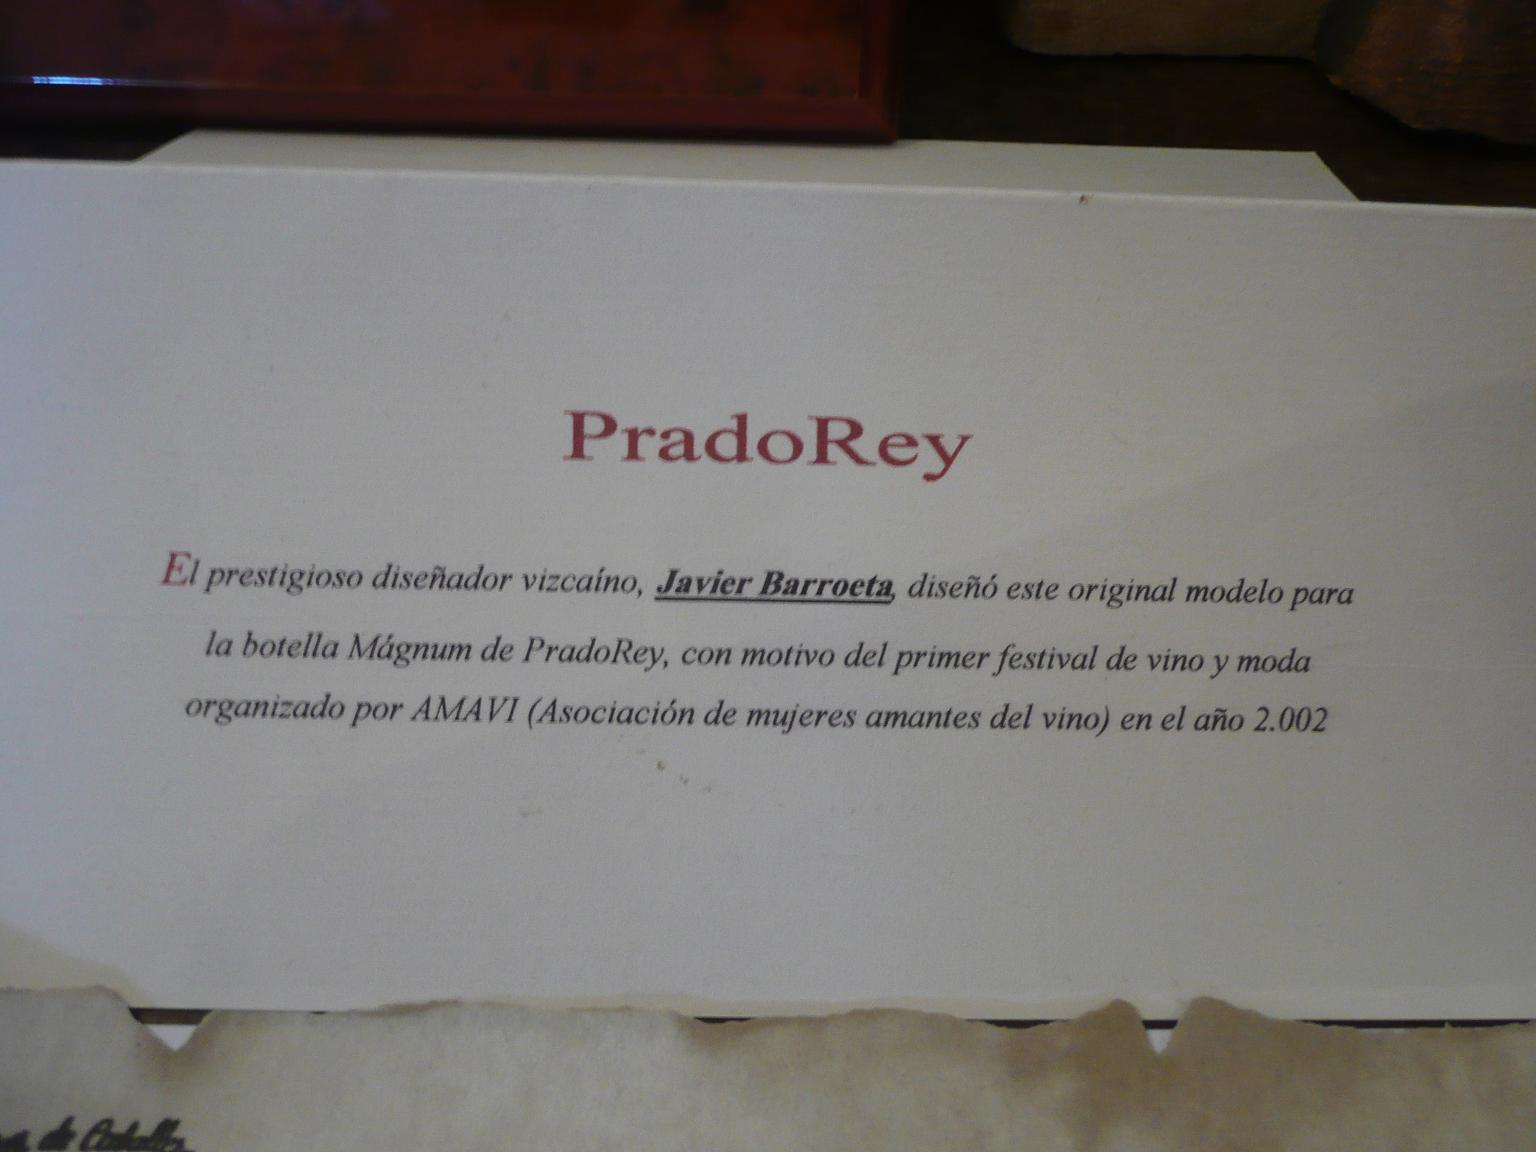 PradoRey
El prestigioso diseñador vizcaíno, Javier Barroeta, diseñó este original modelo para
la botella Mágnum de PradoRey, con motivo del primer festival de vino y moda
organizado por AMAVI (Asociación de mujeres amantes del vino) en el año 2.002
de